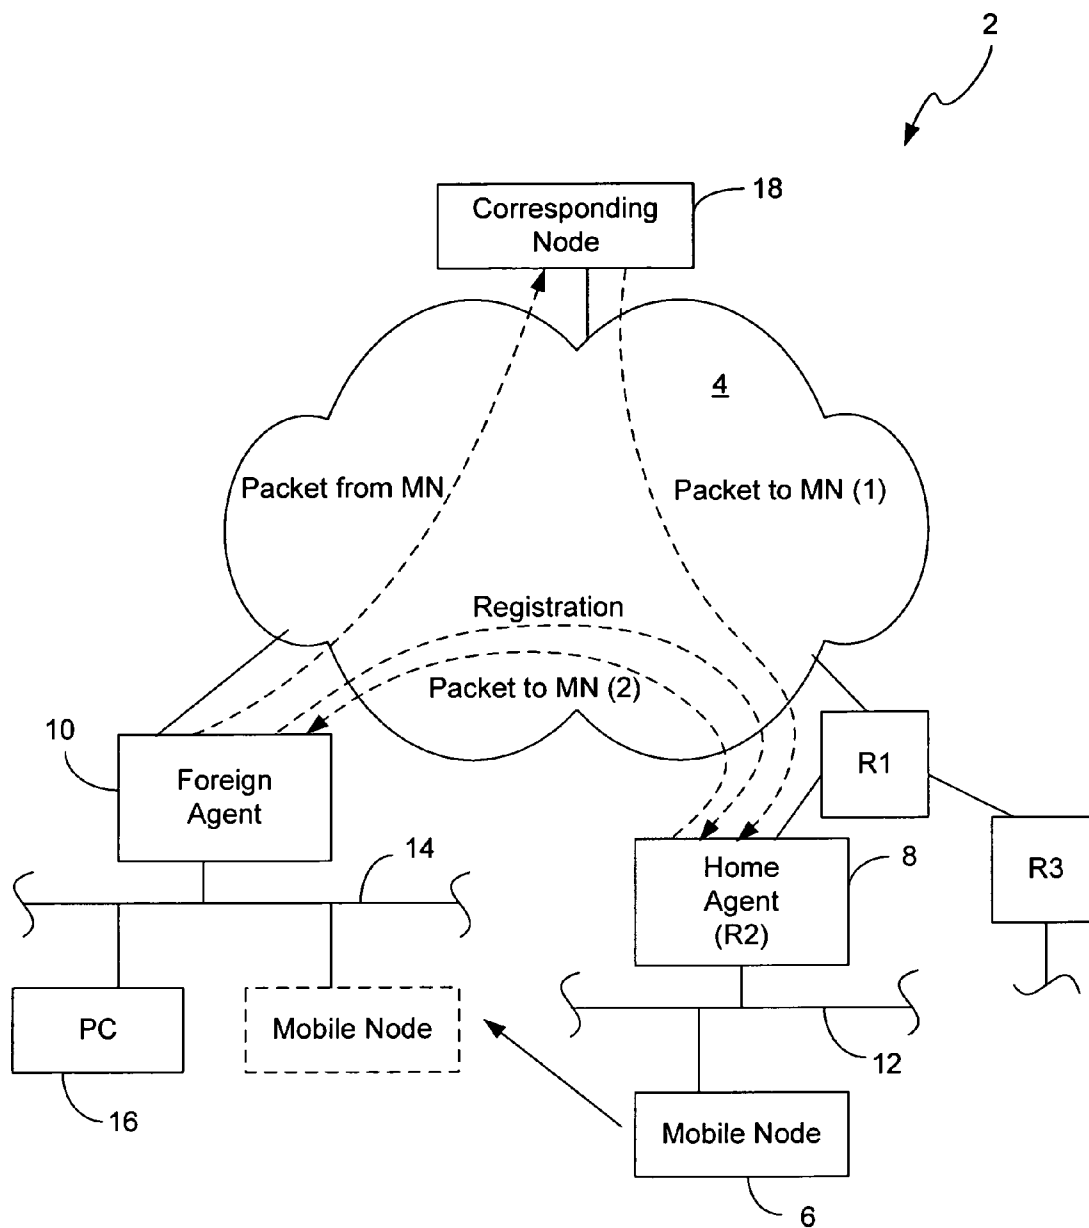 2
Corresponding
Node
18
4
Packet from MN
Packet to MN (1)
Registration
Packet to MN (2)
10
Foreign
Agent
R1
14
Home
Agent
(R2)
8
R3
PC
Mobile Node
12
16
Mobile Node
6